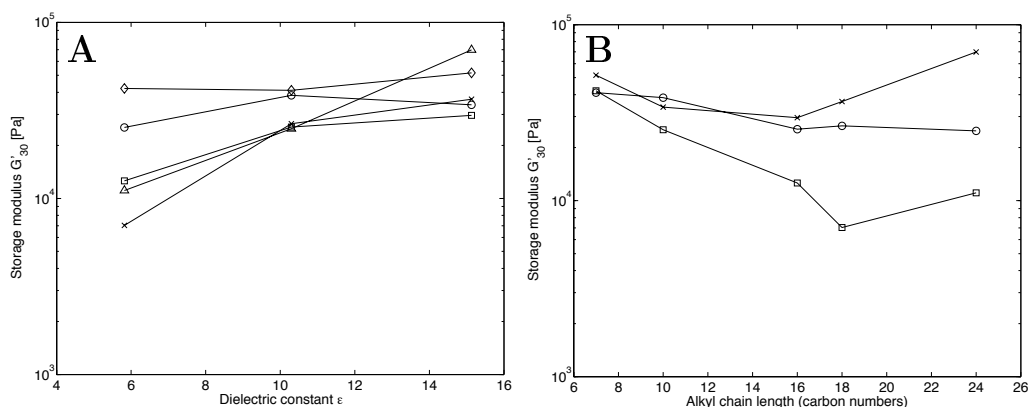 A
10^5
10^4
10^3
Storage modulus G'_30 [Pa]
4 6 8 10 12 14 16
Dielectric constant ε
B
10^5
10^4
10^3
Storage modulus G'_30 [Pa]
6 8 10 12 14 16 18 20 22 24 26
Alkyl chain length (carbon numbers)